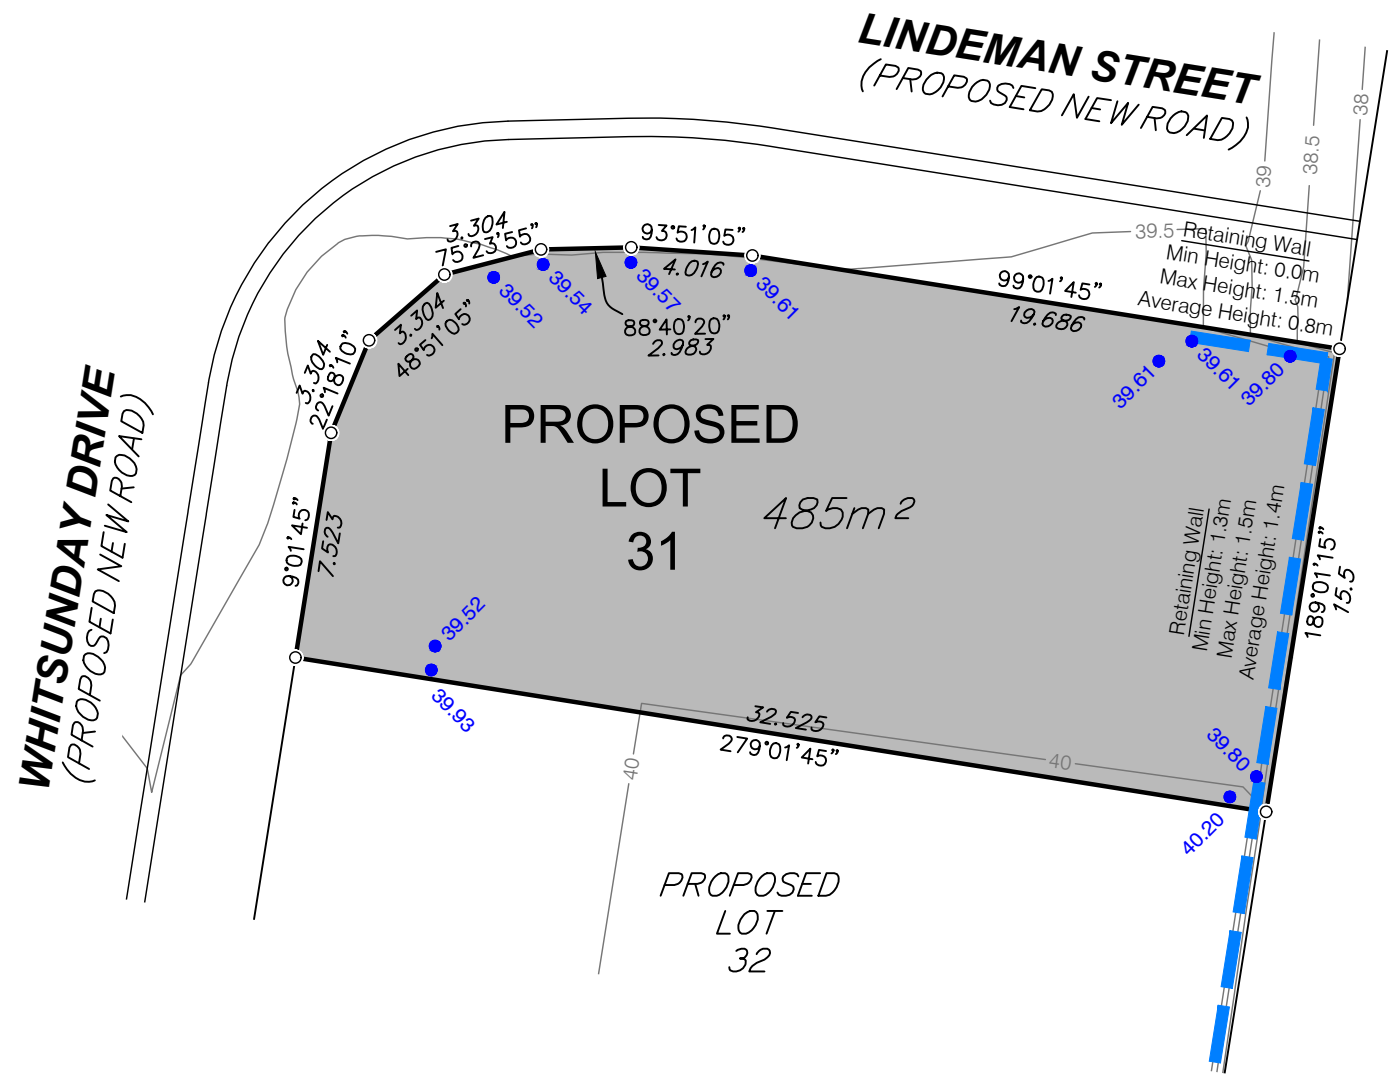 LINDEMAN STREET
(PROPOSED NEW ROAD)
39
38.5
38
39.5
Retaining Wall
Min Height: 0.0m
Max Height: 1.5m
Average Height: 0.8m
3.304
75°23'55"
93°51'05"
4.016
99°01'45"
19.686
39.52
39.54
39.57
39.61
88°40'20"
2.983
3.304
48°51'05"
3.304
22°18'10"
39.61
39.61
39.80
WHITSUNDAY DRIVE
(PROPOSED NEW ROAD)
PROPOSED
LOT
31
485m²
9°01'45"
7.523
Retaining Wall
Min Height: 1.3m
Max Height: 1.5m
Average Height: 1.4m
189°01'15"
15.5
39.52
39.93
32.525
279°01'45"
40
40
39.80
40.20
PROPOSED
LOT
32